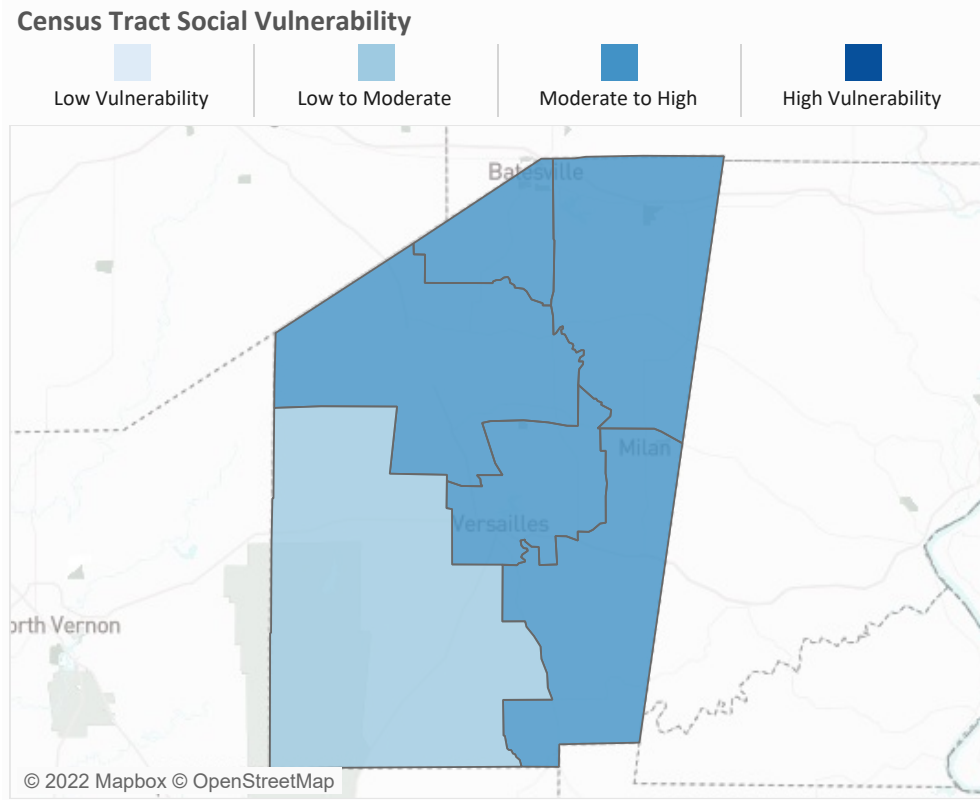 Census Tract Social Vulnerability
Low Vulnerability
Low to Moderate
Moderate to High
High Vulnerability
Batesville
Milan
Versailles
orth Vernon
© 2022 Mapbox © OpenStreetMap